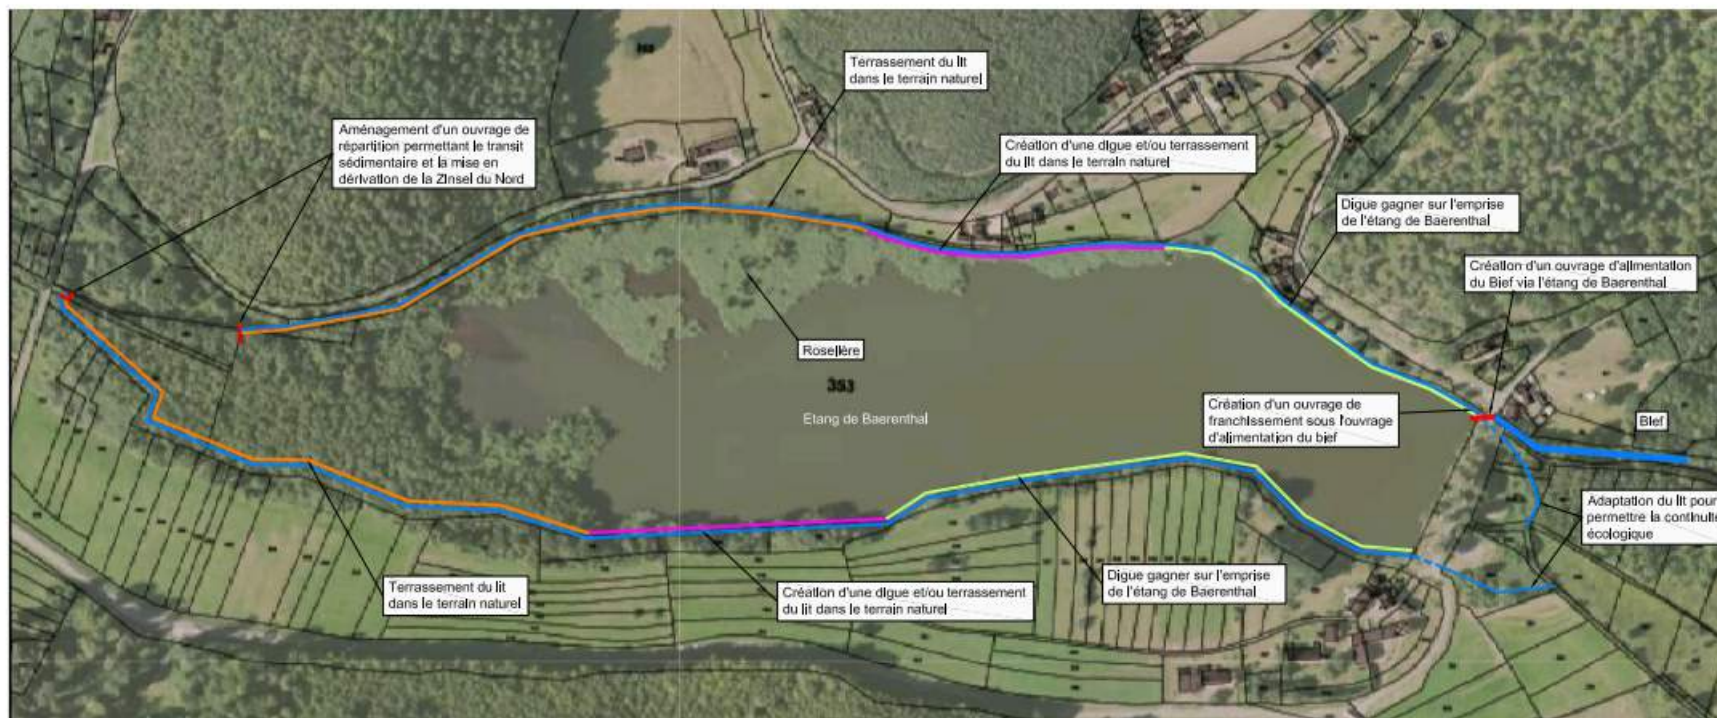 Terrassement du lit
dans le terrain naturel
Aménagement d'un ouvrage de
répartition permettant le transit
sédimentaire et la mise en
dérivation de la Zinsel du Nord
Création d'une digue et/ou terrassement
du lit dans le terrain naturel
Digue gagner sur l'emprise
de l'étang de Baerenthal
Création d'un ouvrage d'alimentation
du Bief via l'étang de Baerenthal
Roselière
353
Etang de Baerenthal
Création d'un ouvrage de
franchissement sous l'ouvrage
d'alimentation du bief
Bief
Adaptation du lit pour
permettre la continuité
écologique
Terrassement du lit
dans le terrain naturel
Création d'une digue et/ou terrassement
du lit dans le terrain naturel
Digue gagner sur l'emprise
de l'étang de Baerenthal